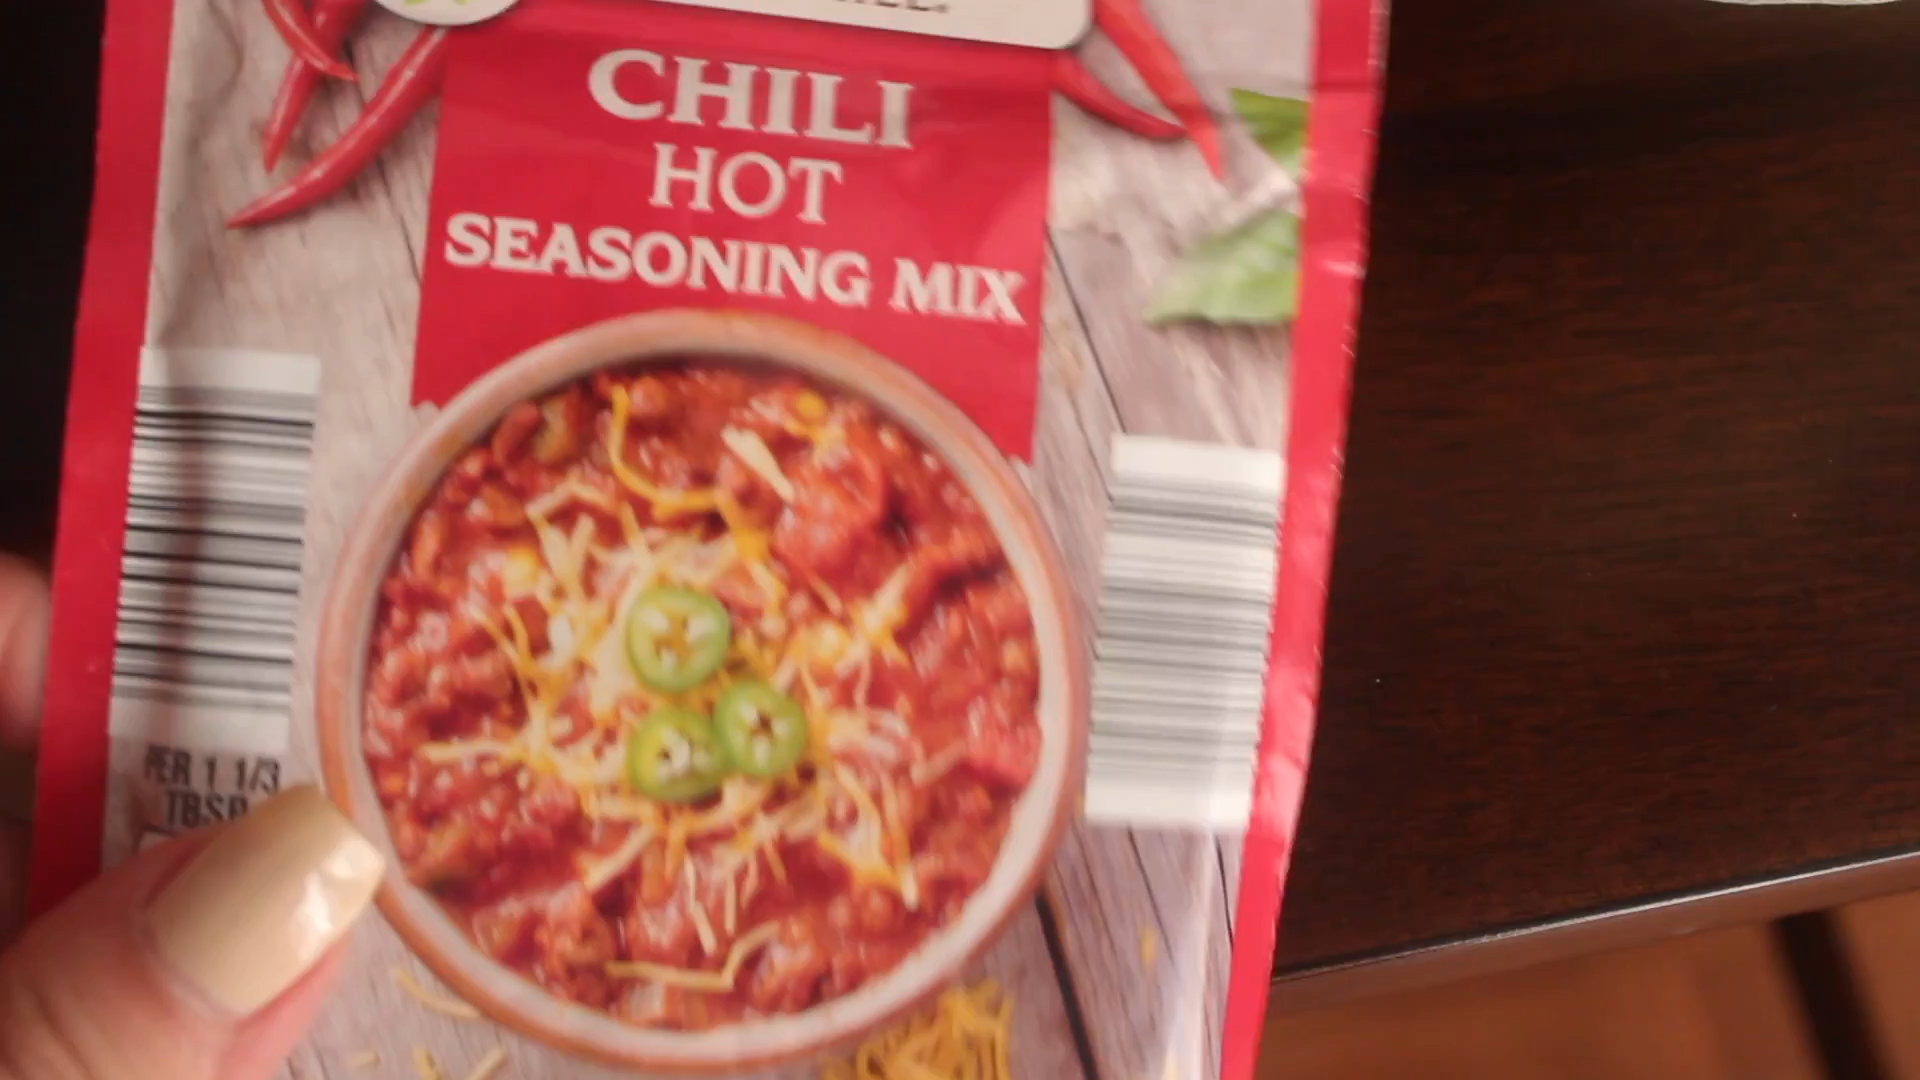 CHILI
HOT
SEASONING MIX
PER 1 1/3
TBSP